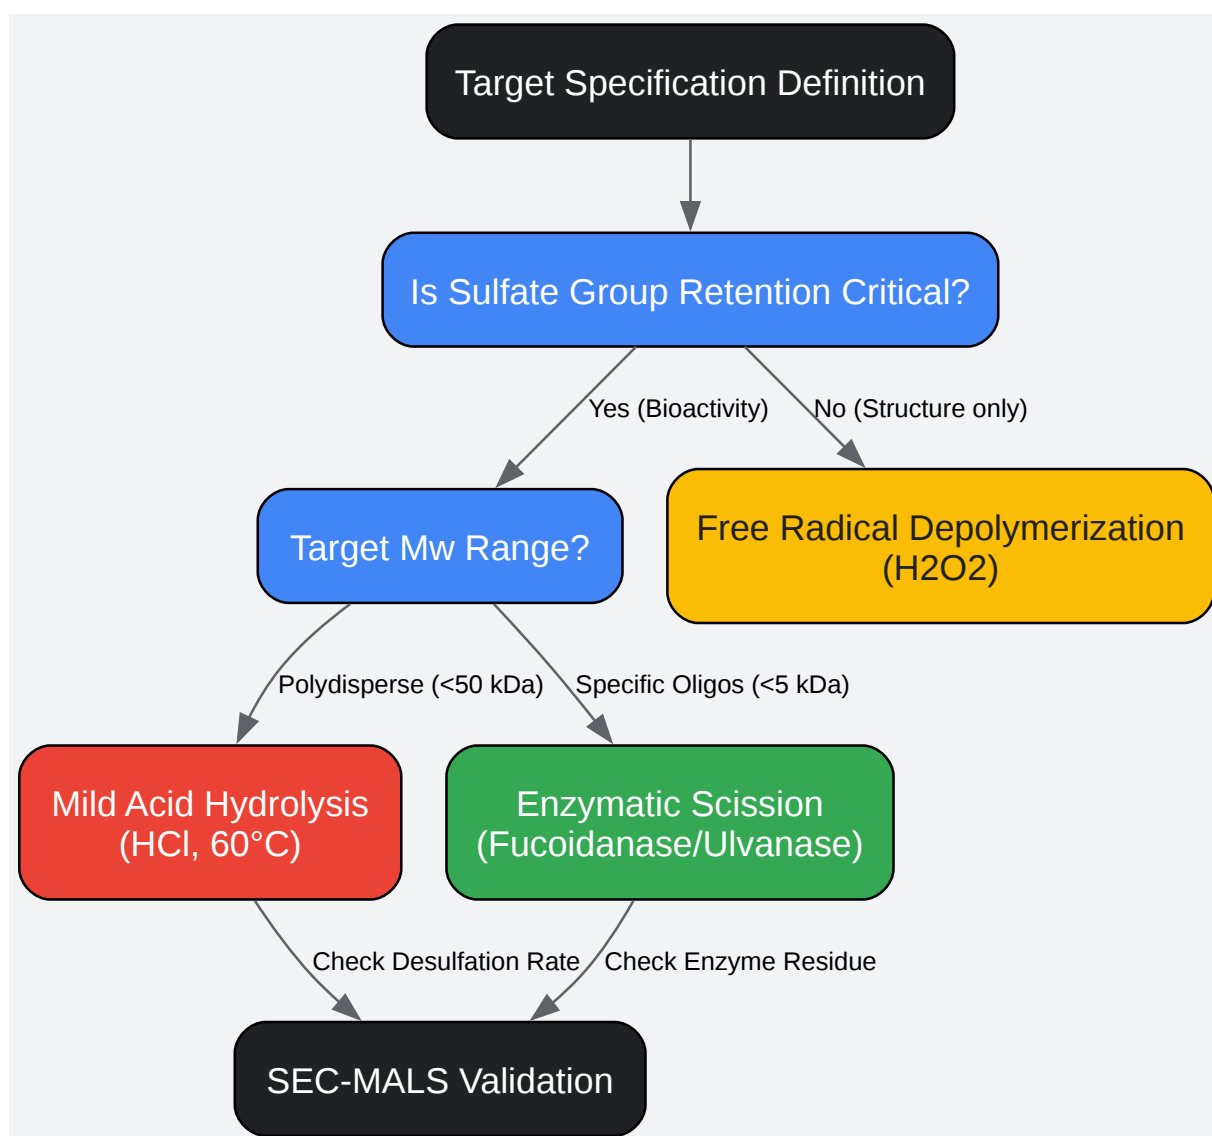 Target Specification Definition
Is Sulfate Group Retention Critical?
Yes (Bioactivity)
No (Structure only)
Target Mw Range?
Free Radical Depolymerization
(H2O2)
Polydisperse (<50 kDa)
Specific Oligos (<5 kDa)
Mild Acid Hydrolysis
(HCl, 60°C)
Enzymatic Scission
(Fucoidanase/Ulvanase)
Check Desulfation Rate
Check Enzyme Residue
SEC-MALS Validation